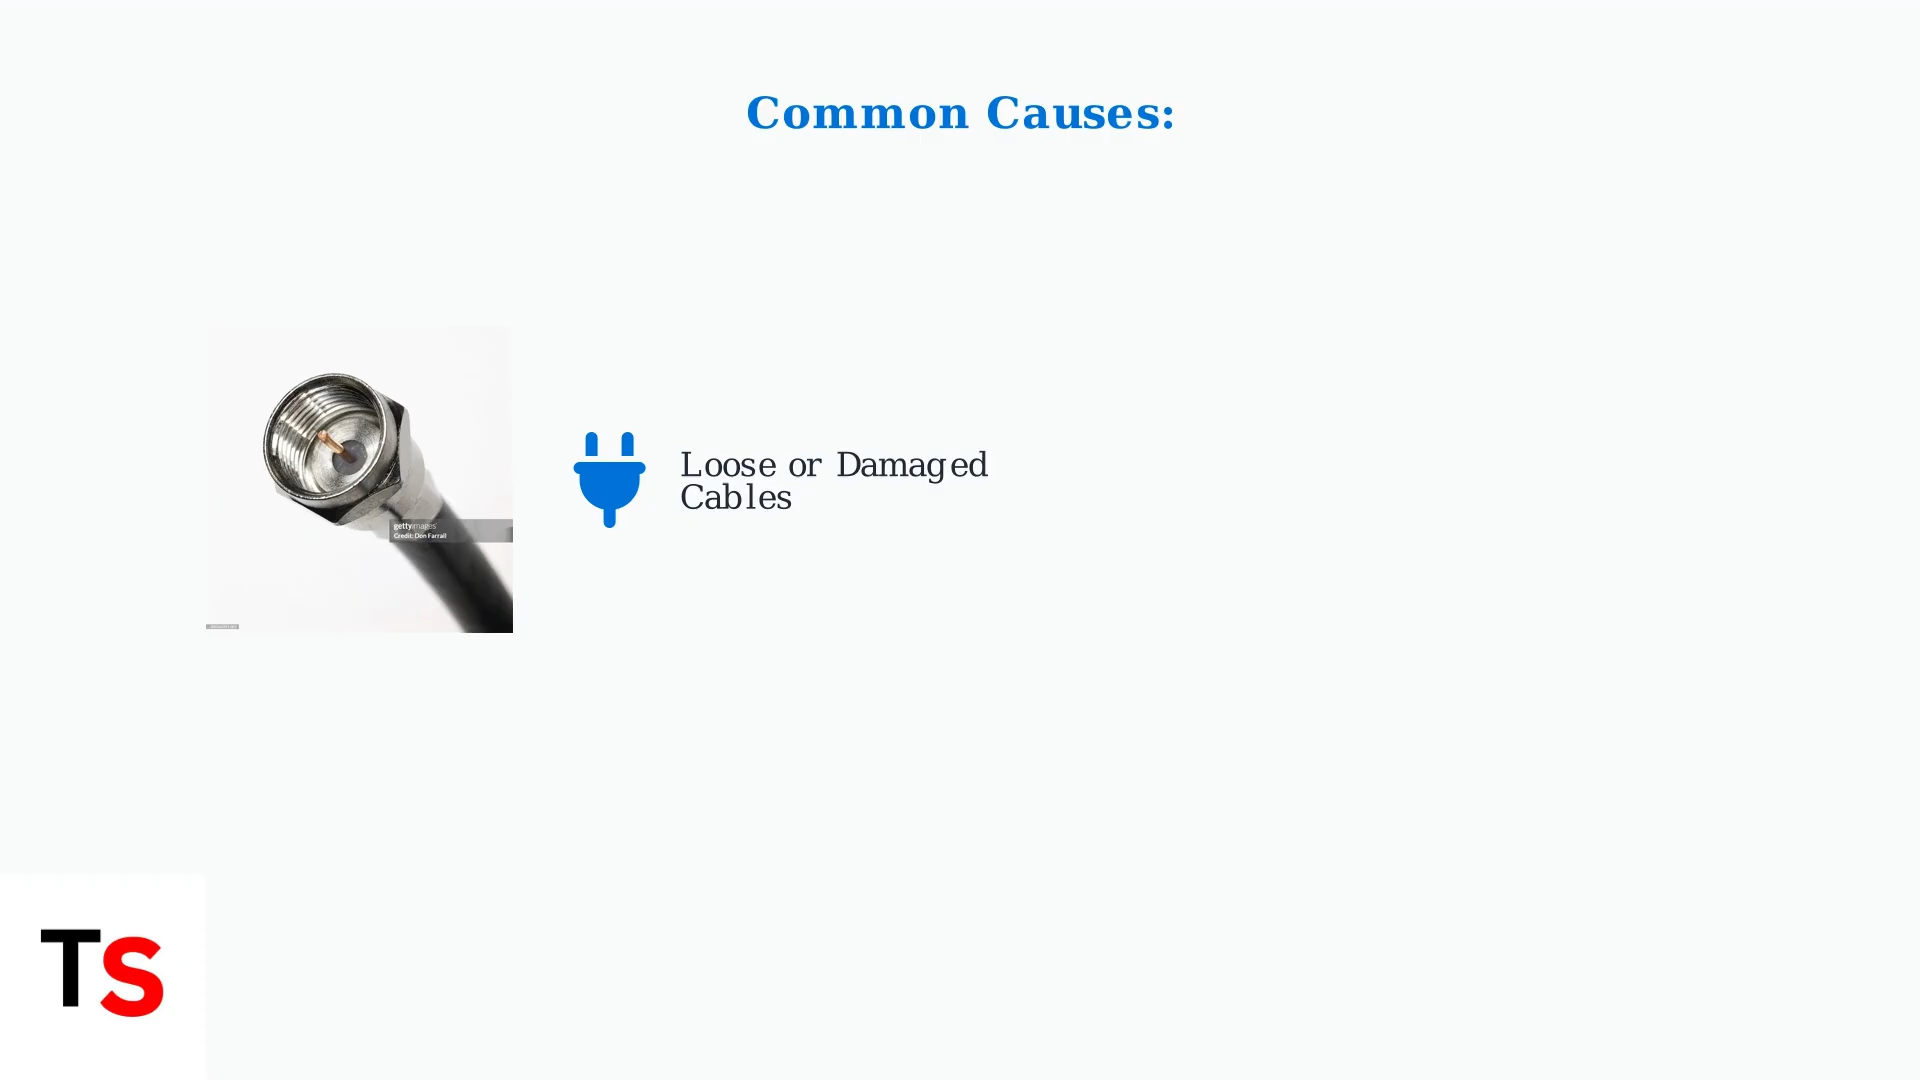 Common Causes:
Loose or Damaged
Cables
gettyimages
Credit: Don Farrall
TS